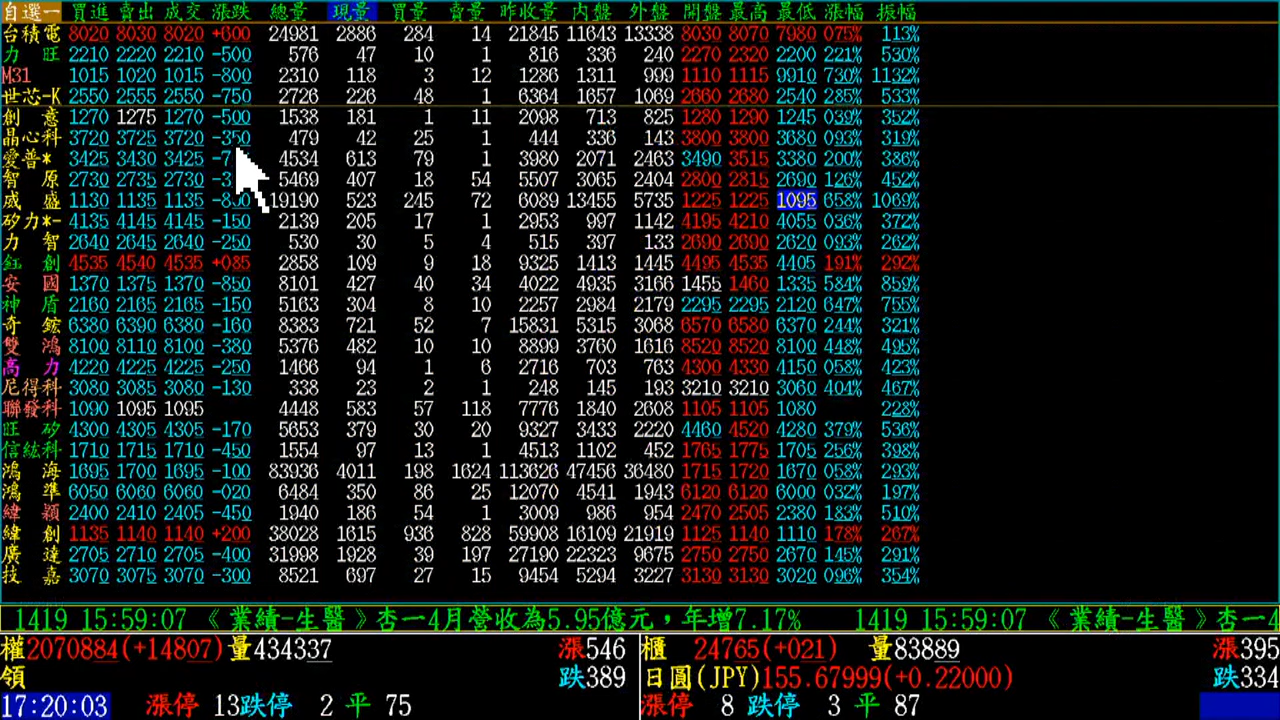 自選一 買進 賣出 成交 漲跌 總量 現量 買量 賣量 昨收量 內盤 外盤 開盤 最高 最低 漲幅 振幅
台積電 8020 8030 8020 +600 24981 2886 284 14 21845 11643 13338 8030 8070 7980 075% 113%
力旺 2210 2220 2210 -500 576 47 10 1 816 336 240 2270 2320 2200 221% 530%
M31 1015 1020 1015 -800 2310 118 3 12 1286 1311 999 1110 1115 9910 730% 1132%
世芯-K 2550 2555 2550 -750 2726 226 48 1 6364 1657 1069 2660 2680 2540 285% 533%
創意 1270 1275 1270 -500 1538 181 1 11 2098 713 825 1280 1290 1245 039% 352%
晶心科 3720 3725 3720 -350 479 42 25 1 444 336 143 3800 3800 3680 093% 319%
愛普* 3425 3430 3425 -7 4534 613 79 1 3980 2071 2463 3490 3515 3380 200% 386%
智原 2730 2735 2730 -3 5469 407 18 54 5507 3065 2404 2800 2815 2690 126% 452%
威盛 1130 1135 1130 -800 19190 523 245 72 6089 13455 5735 1225 1225 1095 658% 1069%
矽力*- 4135 4145 4145 -150 2139 205 17 1 2953 997 1142 4195 4210 4055 036% 372%
力智 2640 2645 2640 -250 530 30 5 4 515 397 133 2690 2690 2620 093% 262%
鈺創 4535 4540 4535 +085 2858 109 9 18 9325 1413 1445 4495 4535 4405 191% 292%
安國 1370 1375 1370 -850 8101 427 40 34 4022 4935 3166 1455 1460 1335 584% 859%
神盾 2160 2165 2165 -150 5163 304 8 10 2257 2984 2179 2295 2295 2120 647% 755%
奇鋐 6380 6390 6380 -160 8383 721 52 7 15831 5315 3068 6570 6580 6370 244% 321%
雙鴻 8100 8110 8100 -380 5376 482 10 10 8899 3760 1616 8520 8520 8100 448% 495%
高力 4220 4225 4225 -250 1466 94 1 6 2716 703 763 4300 4330 4150 058% 423%
尼得科 3080 3085 3080 -130 338 23 2 1 248 145 193 3210 3210 3060 404% 467%
聯發科 1090 1095 1095 4448 583 57 118 7776 1840 2608 1105 1105 1080 228%
旺矽 4300 4305 4305 -170 5653 379 30 20 9327 3433 2220 4460 4520 4280 379% 536%
信紘科 1710 1715 1710 -450 1554 97 13 1 4513 1102 452 1765 1775 1705 256% 398%
鴻海 1695 1700 1695 -100 83936 4011 198 1624 113626 47456 36480 1715 1720 1670 058% 293%
鴻準 6050 6060 6060 -020 6484 350 86 25 12070 4541 1943 6120 6120 6000 032% 197%
緯穎 2400 2410 2405 -450 1940 186 54 1 3009 986 954 2470 2505 2380 183% 510%
緯創 1135 1140 1140 +200 38028 1615 936 828 59908 16109 21919 1125 1140 1110 178% 267%
廣達 2705 2710 2705 -400 31998 1928 39 197 27190 22323 9675 2750 2750 2670 145% 291%
技嘉 3070 3075 3070 -300 8521 697 27 15 9454 5294 3227 3130 3130 3020 096% 354%
1419 15:59:07 《業績-生醫》杏一4月營收為5.95億元，年增7.17% 1419 15:59:07 《業績-生醫》杏一4
權2070884(+14807)量434337 漲546 櫃 24765(+021) 量83889 漲395
領 跌389 日圓(JPY)155.67999(+0.22000) 跌334
17:20:03 漲停 13跌停 2 平 75 漲停 8 跌停 3 平 87